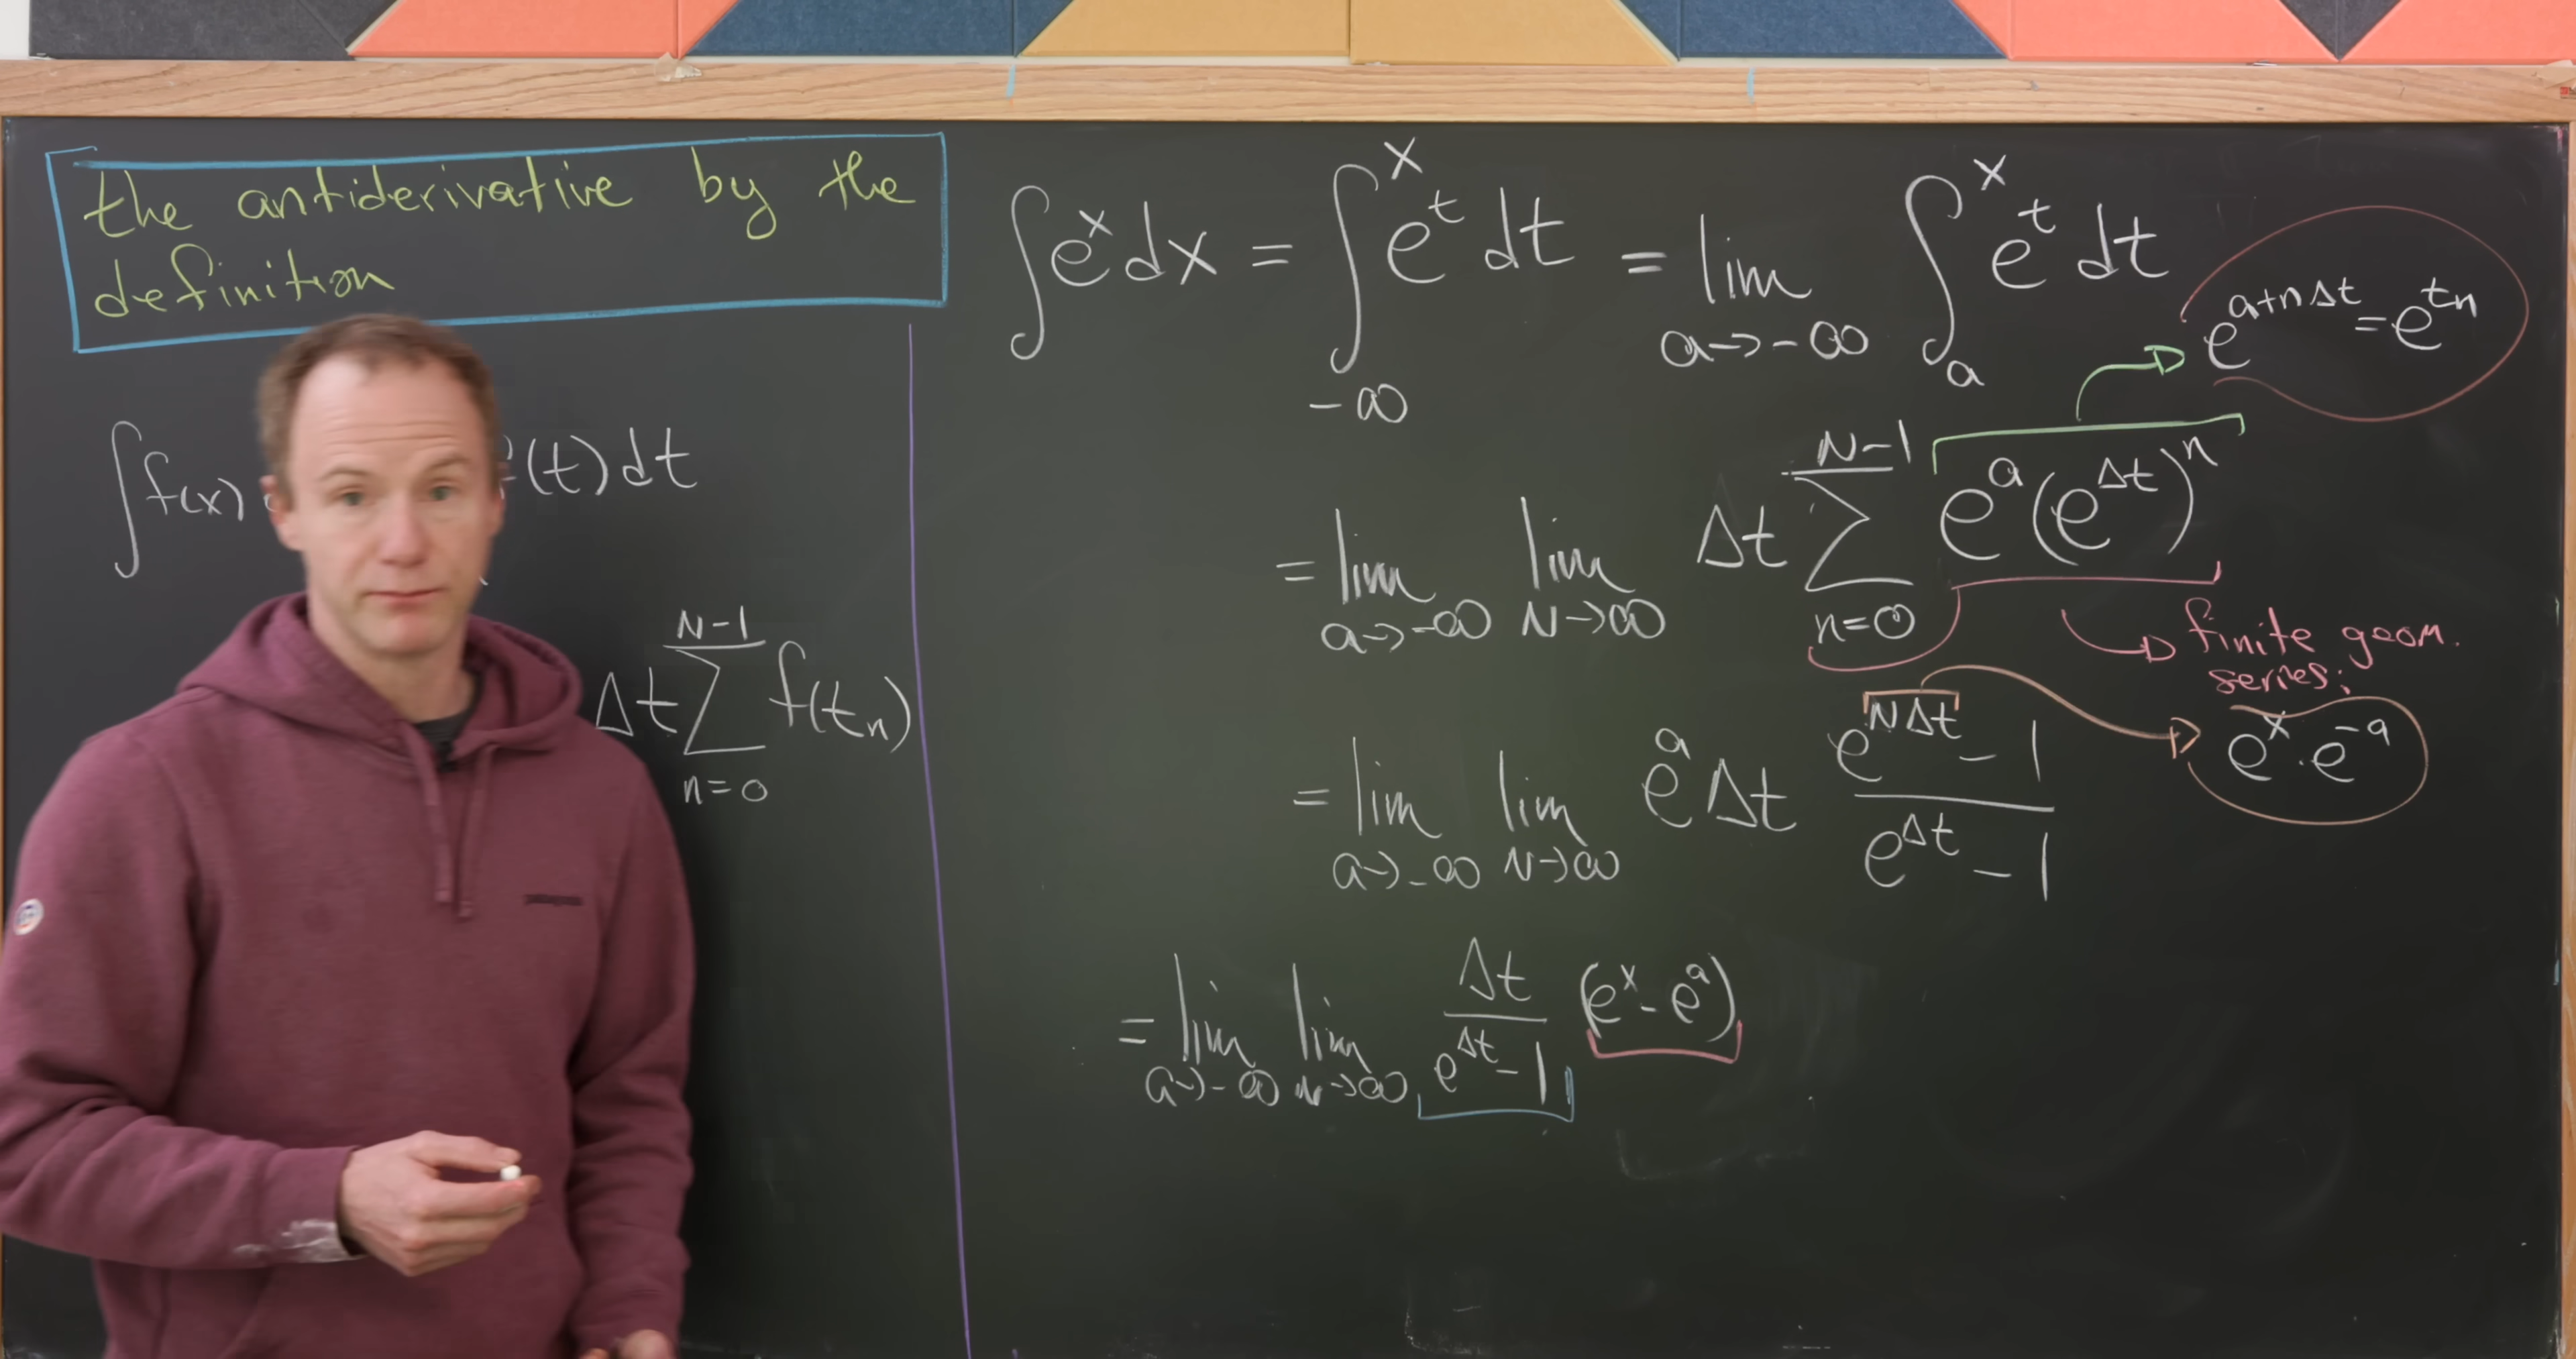 the antiderivative by the
definition
∫f(x) (t)dt
Δt ∑_{n=0}^{N-1} f(t_n)
∫e^x dx = ∫_{-∞}^{x} e^t dt = lim_{a→-∞} ∫_a^x e^t dt
e^{a+nΔt} = e^{t_n}
= lim_{a→-∞} lim_{N→∞} Δt ∑_{n=0}^{N-1} e^a (e^{Δt})^n
finite geom.
series:
= lim_{a→-∞} lim_{N→∞} e^a Δt \frac{e^{NΔt} - 1}{e^{Δt} - 1}
e^x · e^{-a}
= lim_{a→-∞} lim_{N→∞} \frac{Δt}{e^{Δt} - 1} (e^x - e^a)